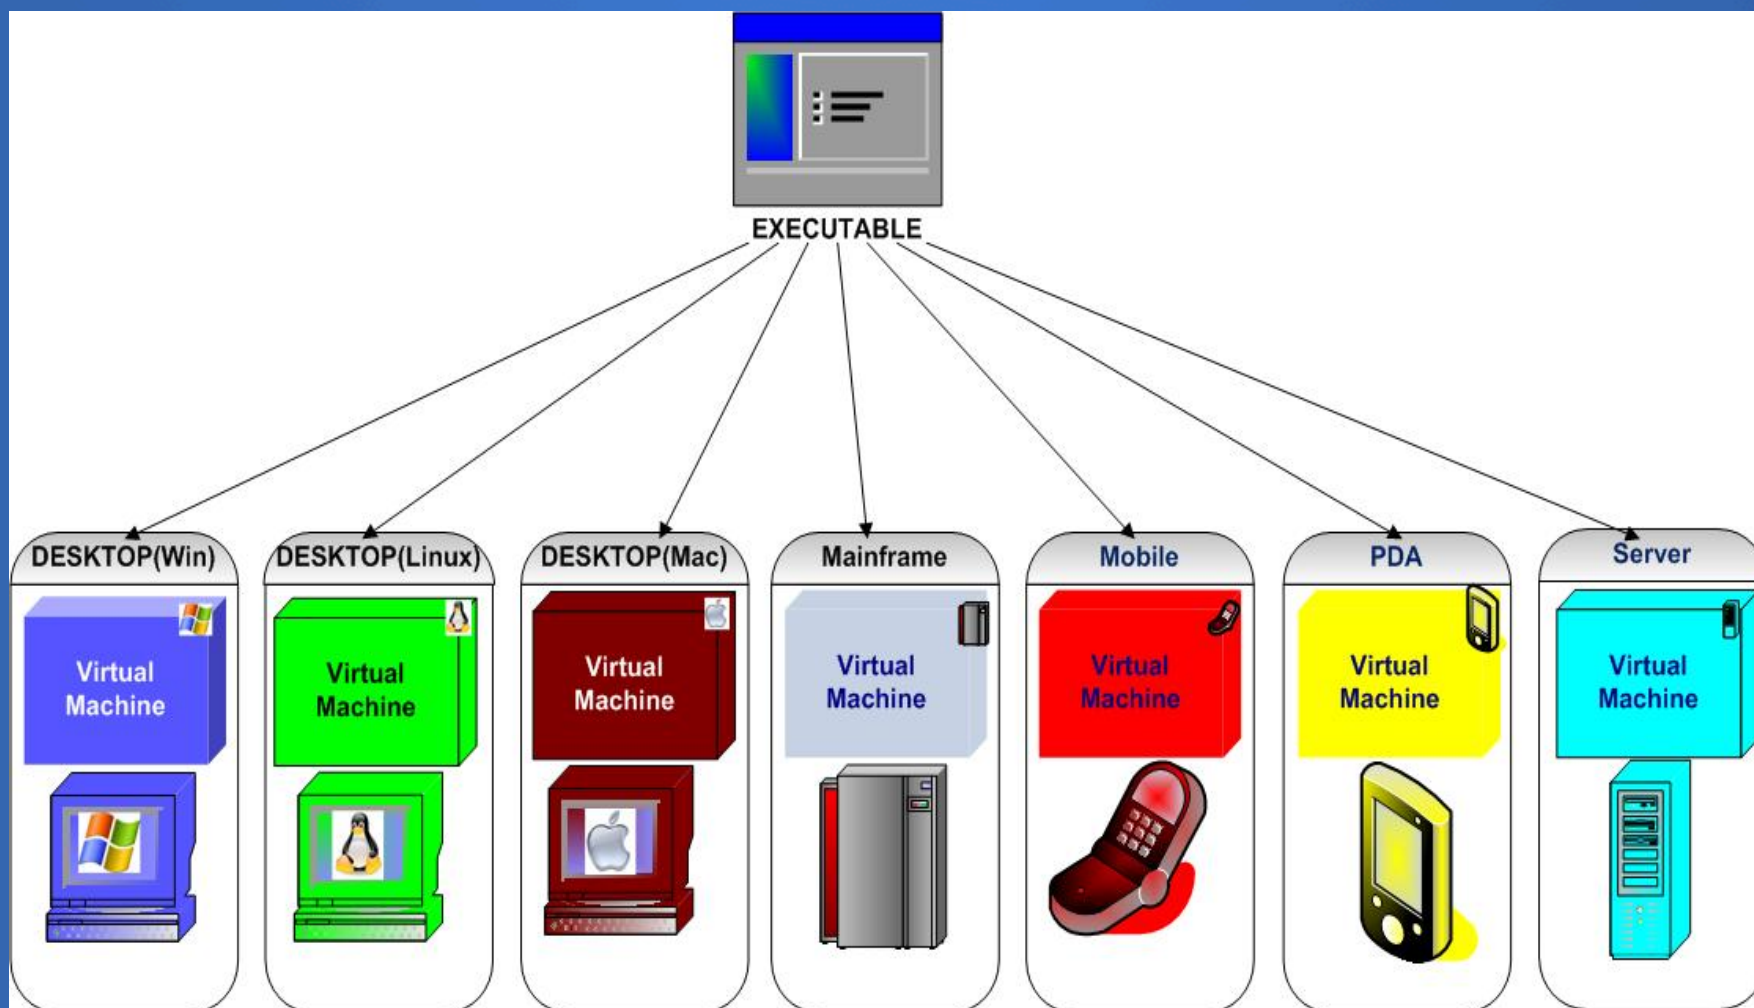 EXECUTABLE
DESKTOP(Win)
DESKTOP(Linux)
DESKTOP(Mac)
Mainframe
Mobile
PDA
Server
Virtual
Machine
Virtual
Machine
Virtual
Machine
Virtual
Machine
Virtual
Machine
Virtual
Machine
Virtual
Machine